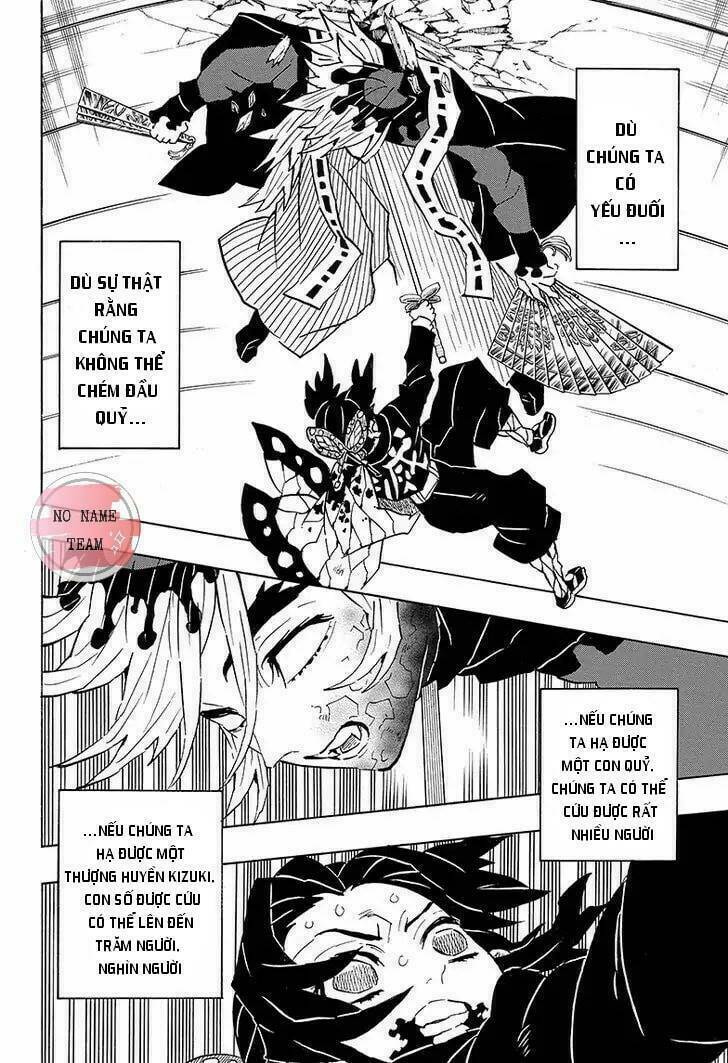 DÙ
CHÚNG TA
CÓ
YẾU ĐUỐI
...
DÙ SỰ THẬT
RẰNG
CHÚNG TA
KHÔNG THỂ
CHÉM ĐẦU
QUỶ...
NO NAME
TEAM
...NẾU CHÚNG
TA HẠ ĐƯỢC
MỘT CON QUỶ,
CHÚNG TA CÓ THỂ
CỨU ĐƯỢC RẤT
NHIỀU NGƯỜI
...NẾU CHÚNG TA
HẠ ĐƯỢC MỘT
THƯỢNG HUYỀN KIZUKI,
CON SỐ ĐƯỢC CỨU
CÓ THỂ LÊN ĐẾN
TRĂM NGƯỜI,
NGHÌN NGƯỜI